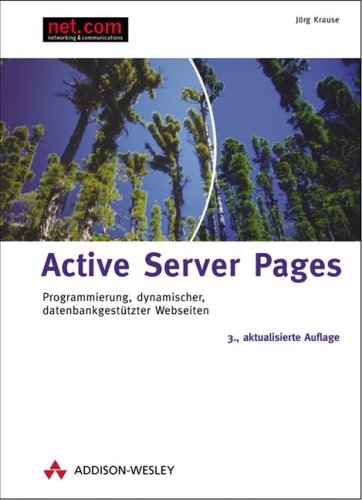 net.com
networking & communications
Jörg Krause
Active Server Pages
Programmierung, dynamischer,
datenbankgestützter Webseiten
3., aktualisierte Auflage
ADDISON-WESLEY